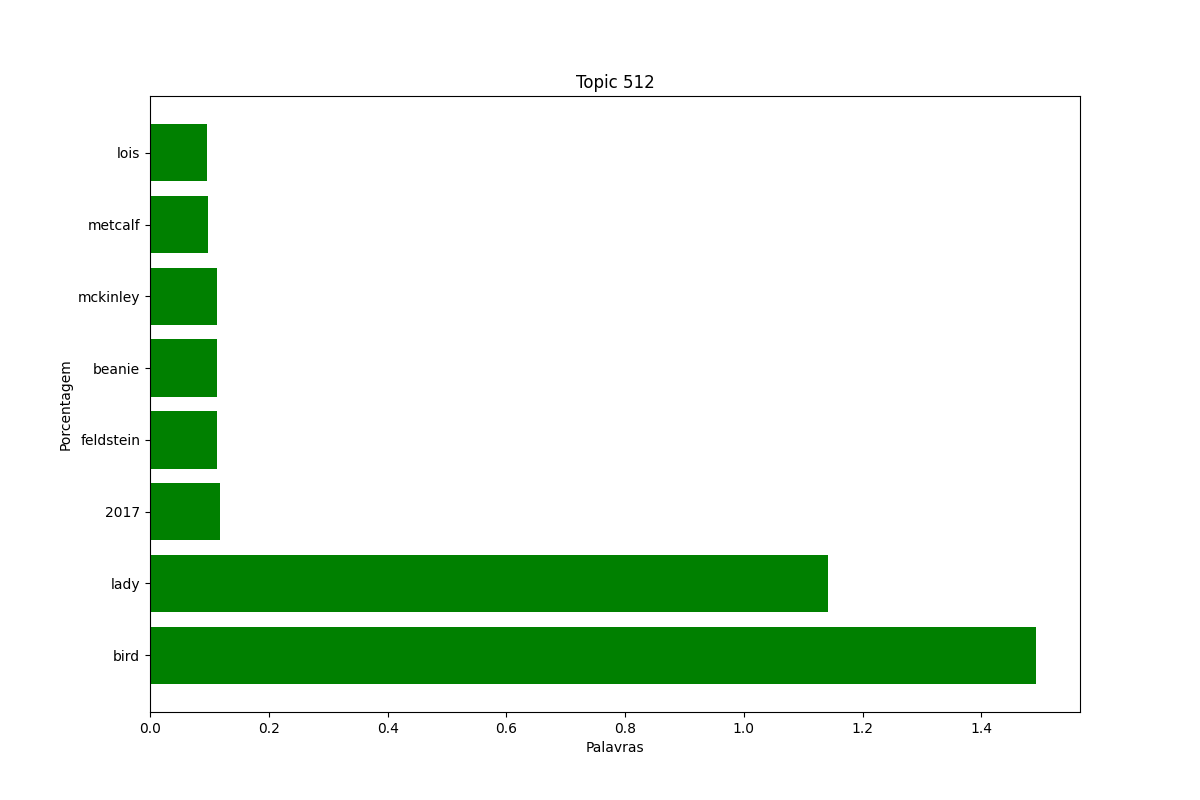 Topic 512
lois
metcalf
mckinley
beanie
feldstein
2017
lady
bird
Porcentagem
0.0 0.2 0.4 0.6 0.8 1.0 1.2 1.4
Palavras